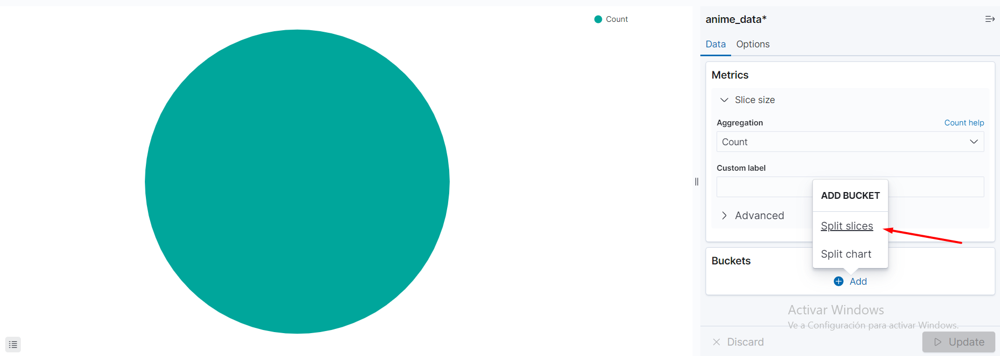 Count
anime_data*
Data Options
Metrics
Slice size
Aggregation Count help
Count
Custom label
ADD BUCKET
Advanced
Split slices
Split chart
Buckets
Add
Activar Windows
Ve a Configuración para activar Windows.
Discard Update